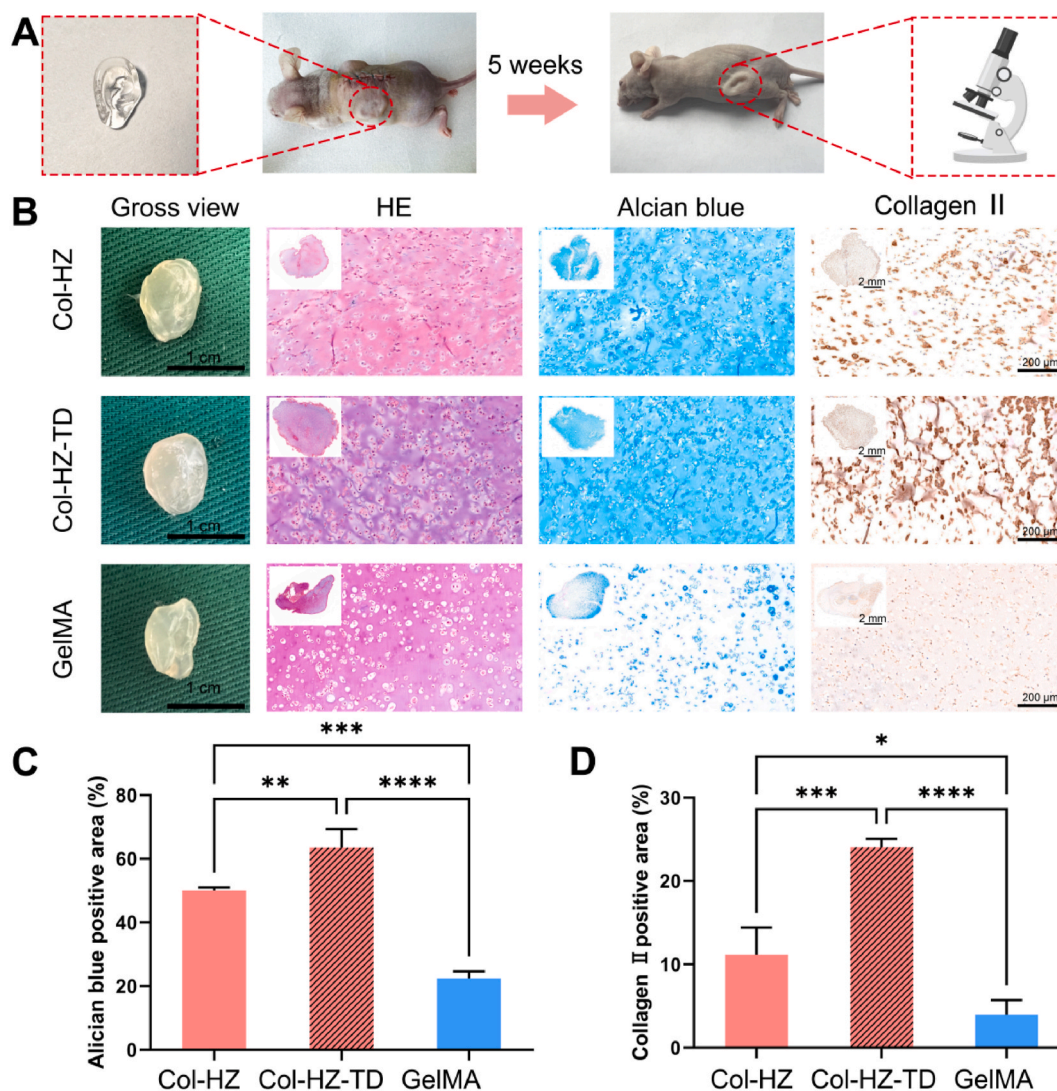 A
5 weeks
B
Gross view
HE
Alcian blue
Collagen Ⅱ
Col-HZ
1 cm
2 mm
200 μm
Col-HZ-TD
1 cm
2 mm
200 μm
GelMA
1 cm
2 mm
200 μm
C
Alician blue positive area (%)
80
60
40
20
0
***
**
****
Col-HZ
Col-HZ-TD
GelMA
D
Collagen Ⅱ positive area (%)
30
20
10
0
*
***
****
Col-HZ
Col-HZ-TD
GelMA